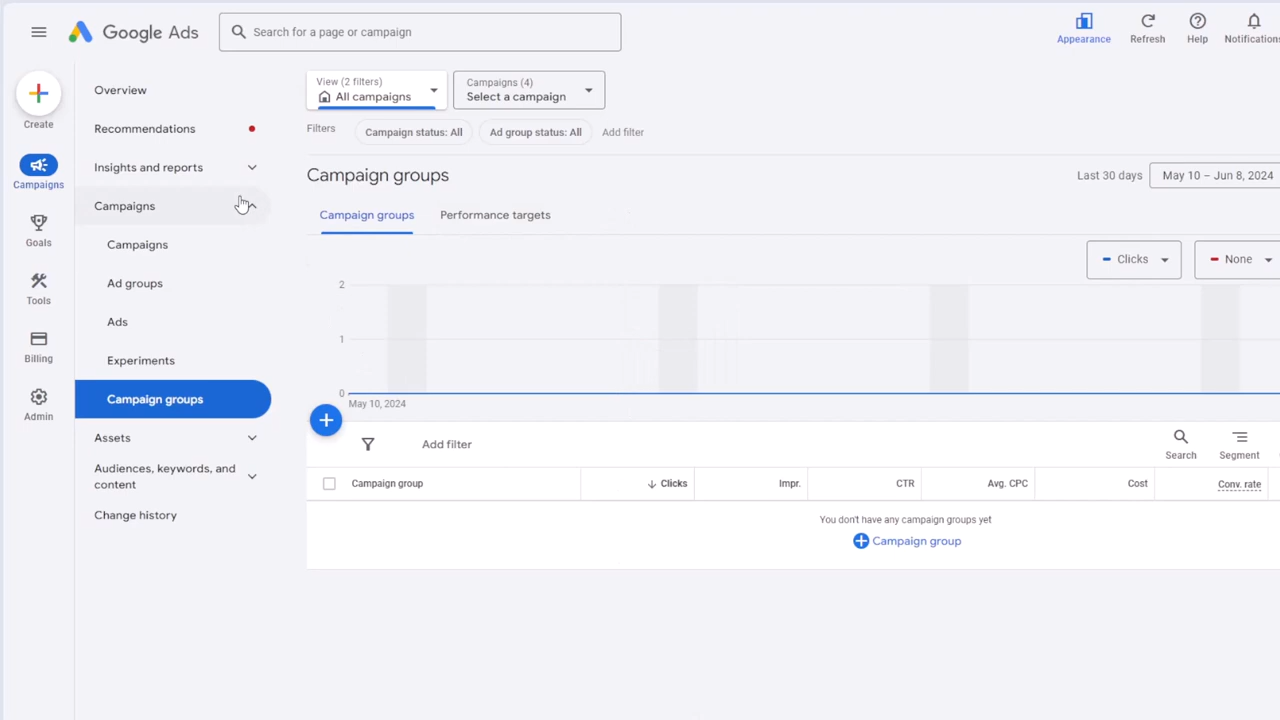 Google Ads
Search for a page or campaign
Appearance
Refresh
Help
Notifications
Create
Campaigns
Goals
Tools
Billing
Admin
Overview
Recommendations
Insights and reports
Campaigns
Campaigns
Ad groups
Ads
Experiments
Campaign groups
Assets
Audiences, keywords, and
content
Change history
View (2 filters)
All campaigns
Campaigns (4)
Select a campaign
Filters
Campaign status: All
Ad group status: All
Add filter
Campaign groups
Last 30 days
May 10 – Jun 8, 2024
Campaign groups
Performance targets
Clicks
None
2
1
0
May 10, 2024
Add filter
Search
Segment
Campaign group
Clicks
Impr.
CTR
Avg. CPC
Cost
Conv. rate
You don't have any campaign groups yet
Campaign group